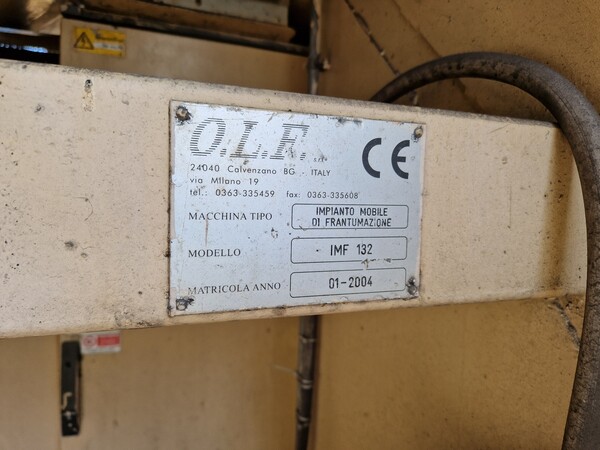 O.L.F. srl
24040 Calvenzano BG - ITALY
via Milano 19
tel: 0363-335459 fax: 0363-335608
CE
MACCHINA TIPO
IMPIANTO MOBILE
DI FRANTUMAZIONE
MODELLO
IMF 132
MATRICOLA ANNO
01-2004